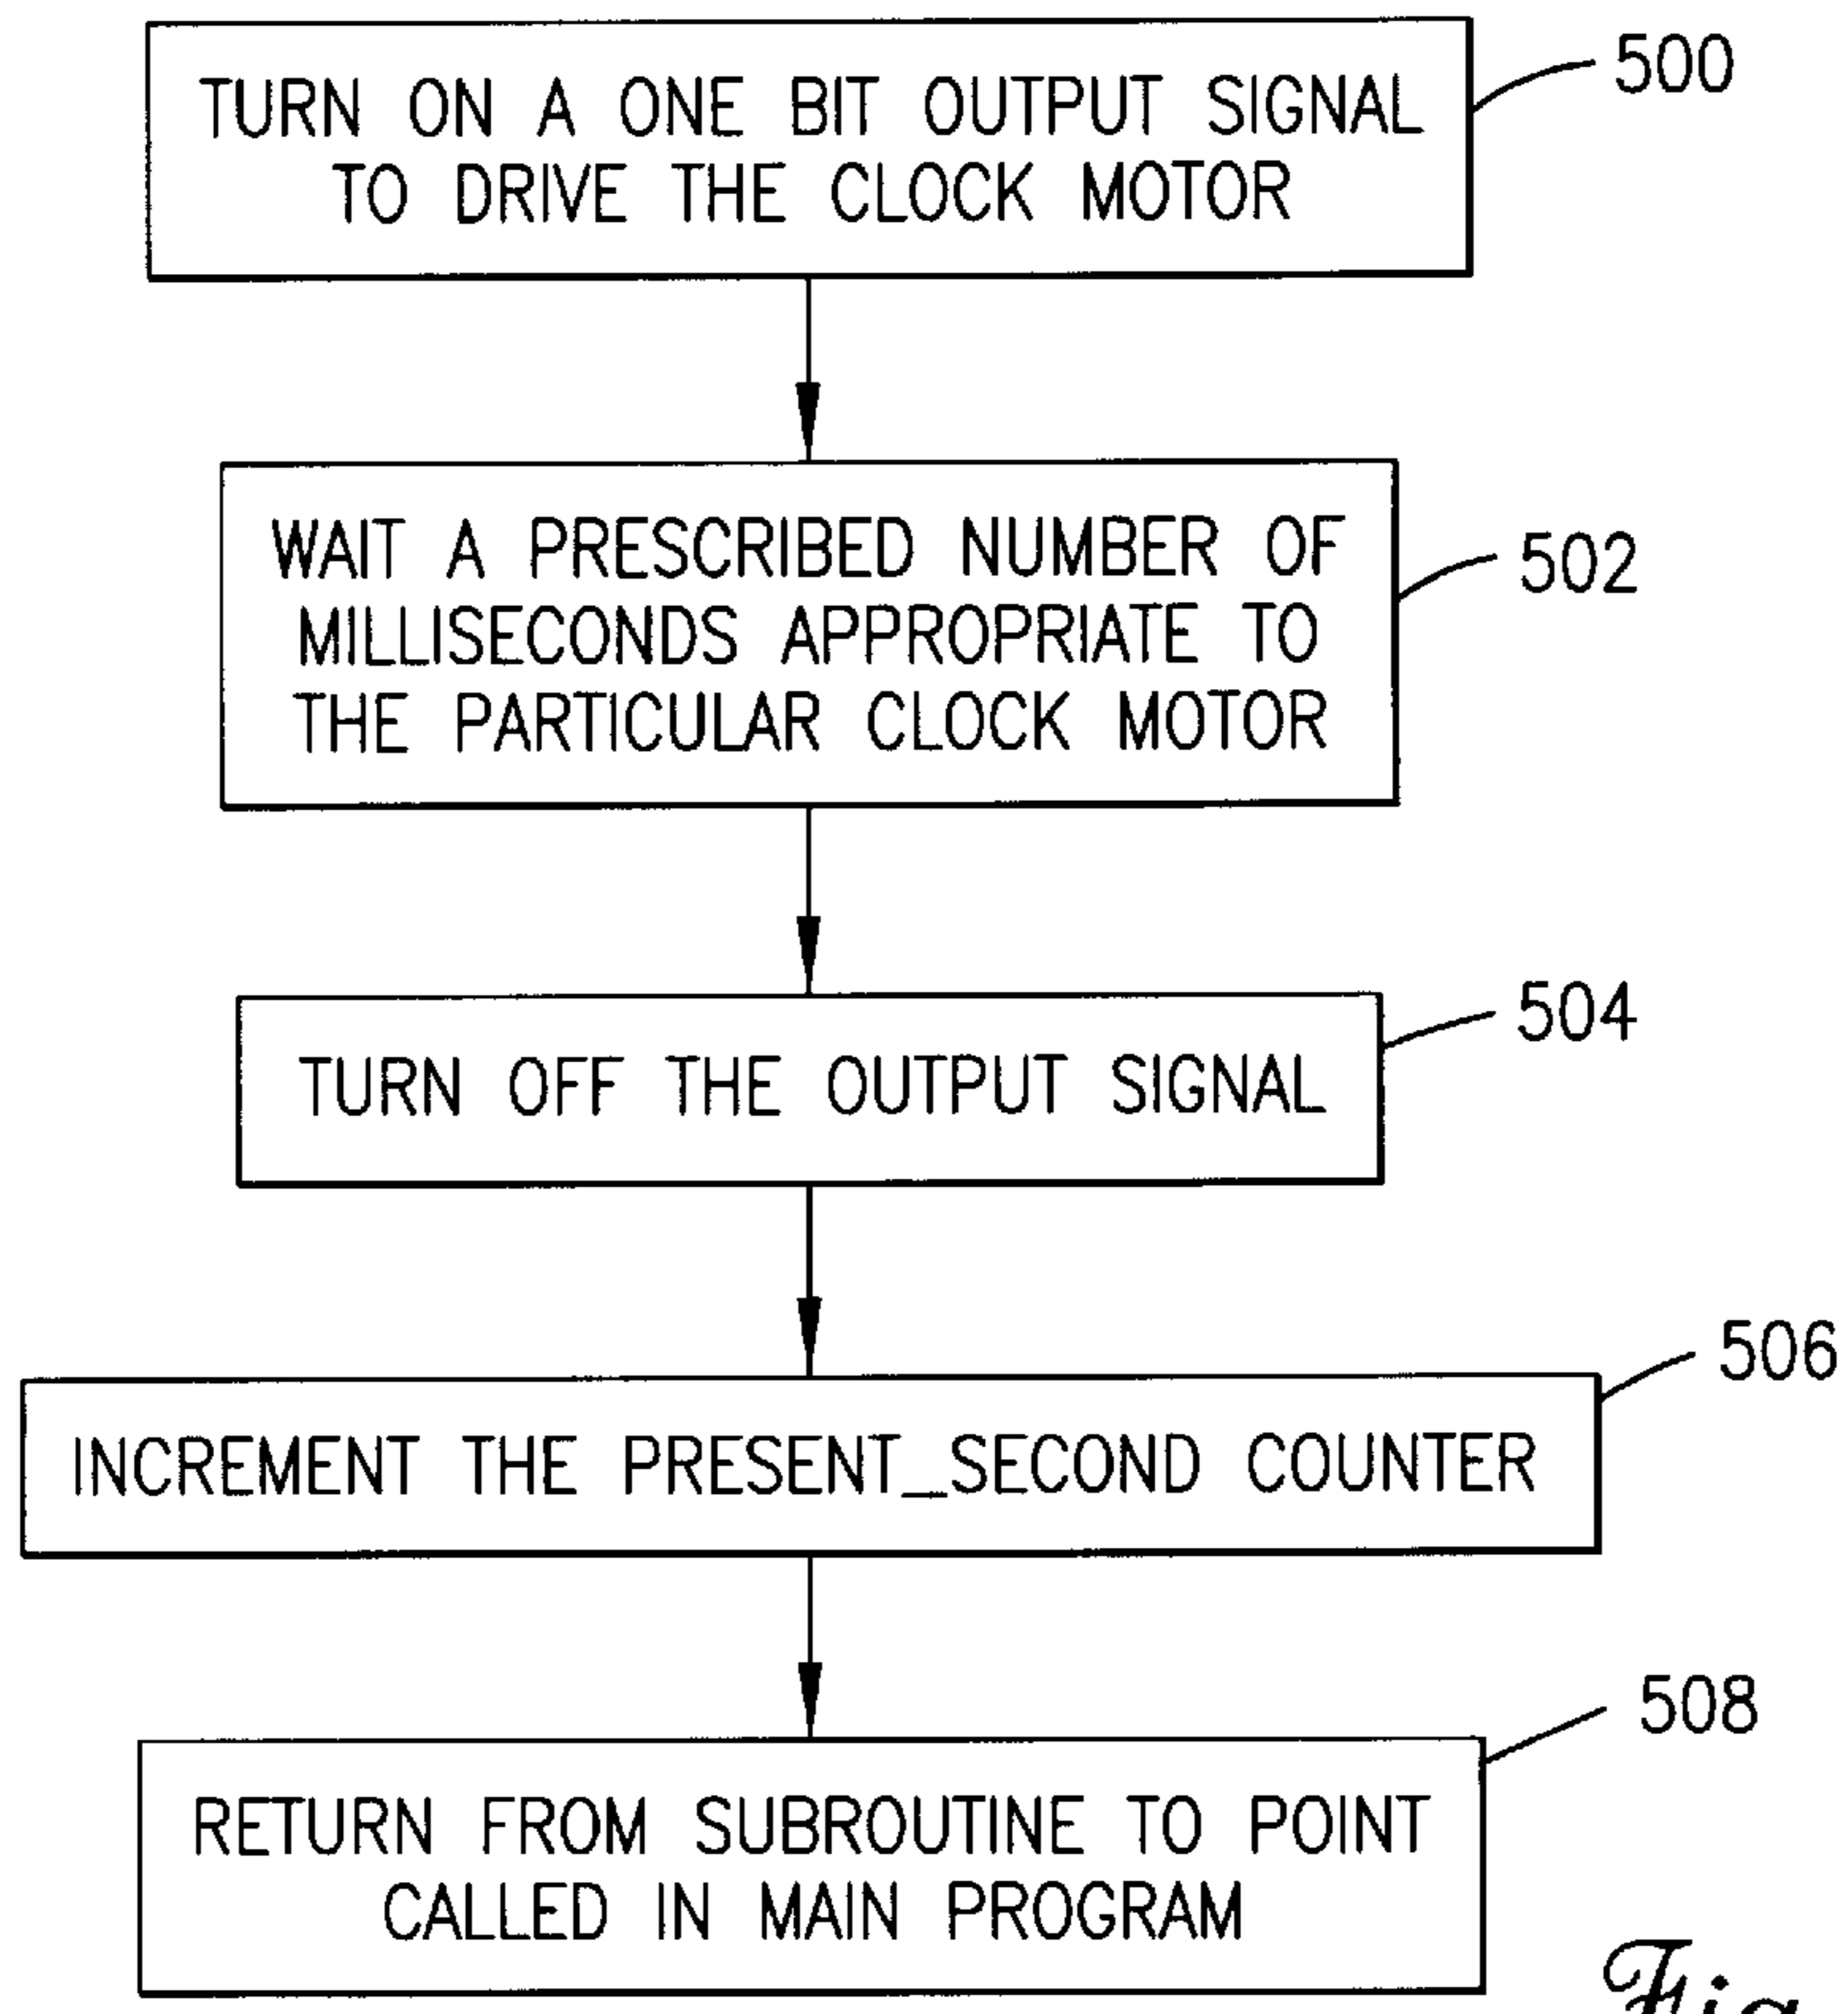 TURN ON A ONE BIT OUTPUT SIGNAL
TO DRIVE THE CLOCK MOTOR
500
WAIT A PRESCRIBED NUMBER OF
MILLISECONDS APPROPRIATE TO
THE PARTICULAR CLOCK MOTOR
502
TURN OFF THE OUTPUT SIGNAL
504
INCREMENT THE PRESENT_SECOND COUNTER
506
RETURN FROM SUBROUTINE TO POINT
CALLED IN MAIN PROGRAM
508
Fig